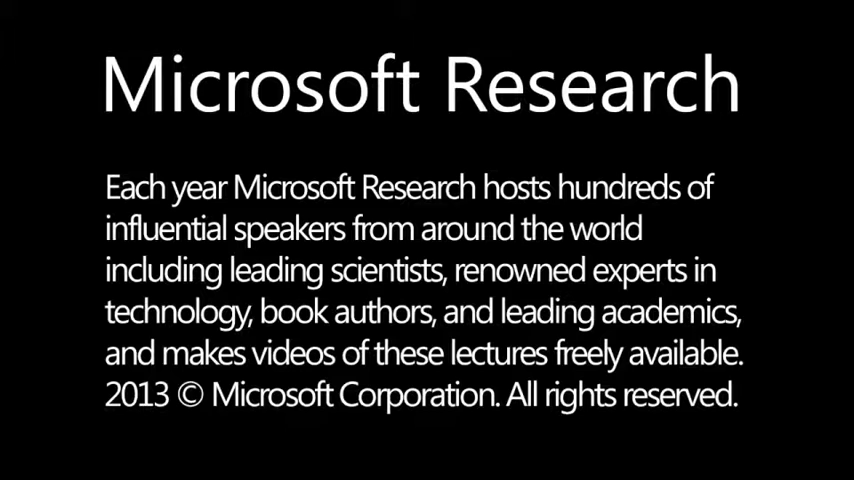 Microsoft Research
Each year Microsoft Research hosts hundreds of
influential speakers from around the world
including leading scientists, renowned experts in
technology, book authors, and leading academics,
and makes videos of these lectures freely available.
2013 © Microsoft Corporation. All rights reserved.